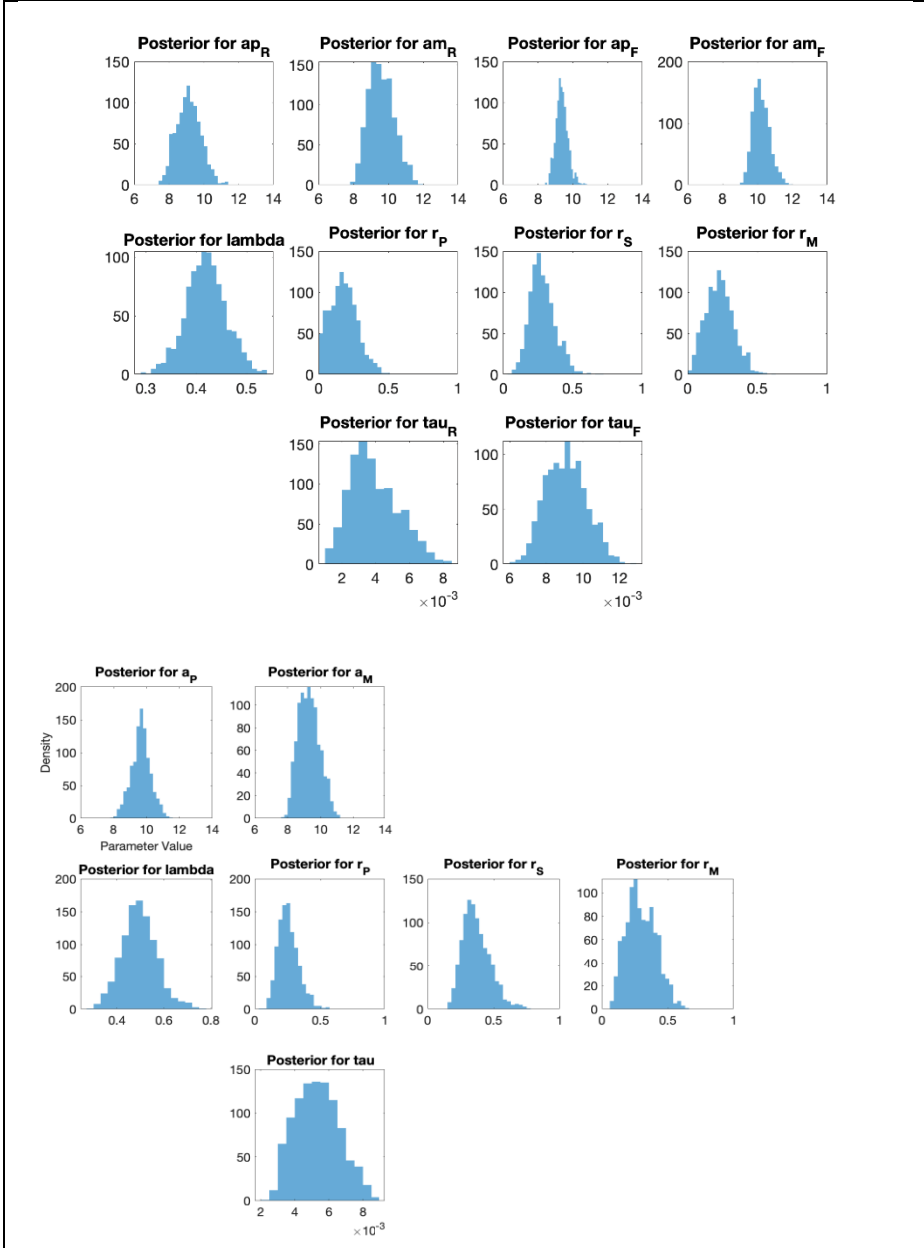 Posterior for ap_R Posterior for am_R Posterior for ap_F Posterior for am_F
150 150 150 200
100 100 100 150
100
50 50 50 50
0 0 0 0
6 8 10 12 14 6 8 10 12 14 6 8 10 12 14 6 8 10 12 14
Posterior for lambda Posterior for r_P Posterior for r_S Posterior for r_M
100 150 150 150
100 100 100
50 50 50 50
0 0 0 0
0.3 0.4 0.5 0 0.5 1 0 0.5 1 0 0.5 1
Posterior for tau_R Posterior for tau_F
150 100
100
50 50
0 0
2 4 6 8 6 8 10 12
×10^-3 ×10^-3
Posterior for a_P Posterior for a_M
200
150 100
80
100 60
Density
50 40
20
0 0
6 8 10 12 14 6 8 10 12 14
Parameter Value
Posterior for lambda Posterior for r_P Posterior for r_S Posterior for r_M
200 200 150 100
150 150 100 80
100 100 60
50 50 50 40
20
0 0 0 0
0.4 0.6 0.8 0 0.5 1 0 0.5 1 0 0.5 1
Posterior for tau
150
100
50
0
2 4 6 8
×10^-3